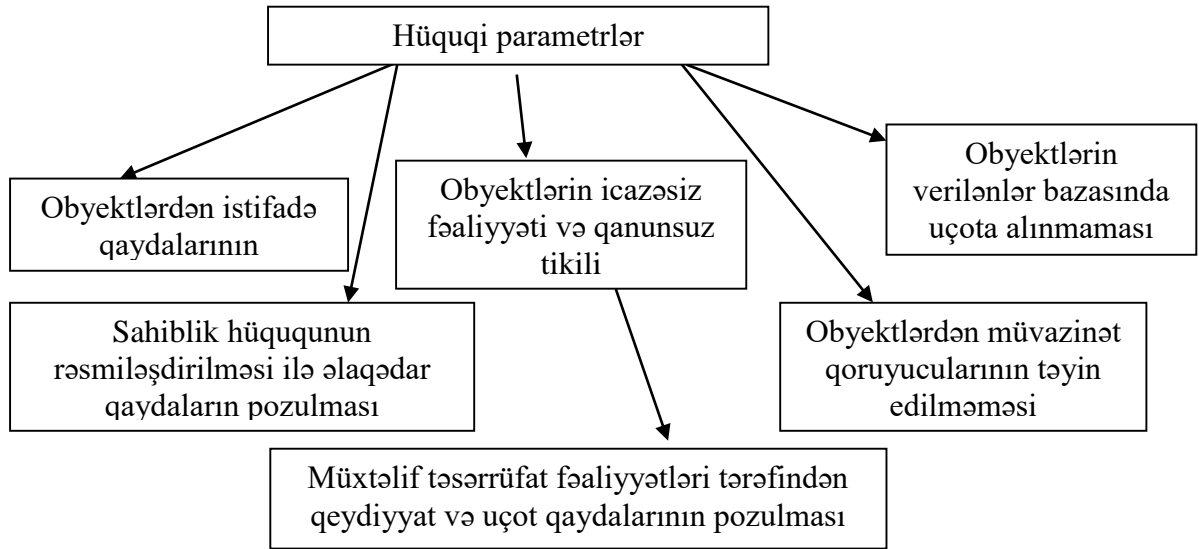 Hüquqi parametrlər
Obyektlərdən istifadə
qaydalarının
Obyektlərin icazəsiz
fəaliyyəti və qanunsuz
tikili
Obyektlərin
verilənlər bazasında
uçota alınmaması
Sahiblik hüququnun
rəsmiləşdirilməsi ilə əlaqədar
qaydaların pozulması
Obyektlərdən müvazinət
qoruyucularının təyin
edilməməsi
Müxtəlif təsərrüfat fəaliyyətləri tərəfindən
qeydiyyat və uçot qaydalarının pozulması